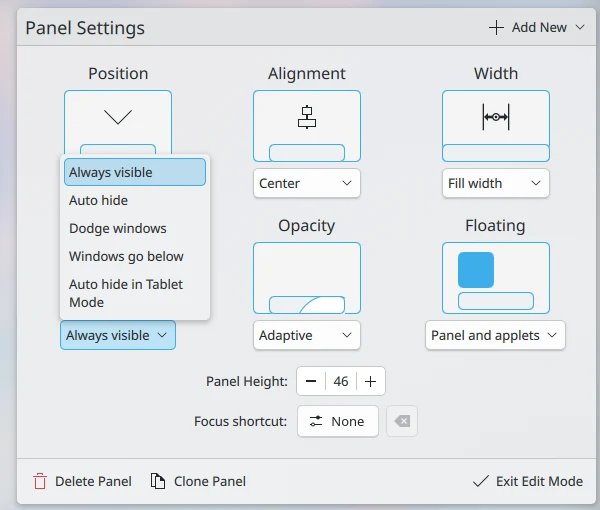 Panel Settings
Add New
Position
Alignment
Width
Always visible
Auto hide
Dodge windows
Windows go below
Auto hide in Tablet
Mode
Center
Fill width
Opacity
Floating
Always visible
Adaptive
Panel and applets
Panel Height:
46
Focus shortcut:
None
Delete Panel
Clone Panel
Exit Edit Mode